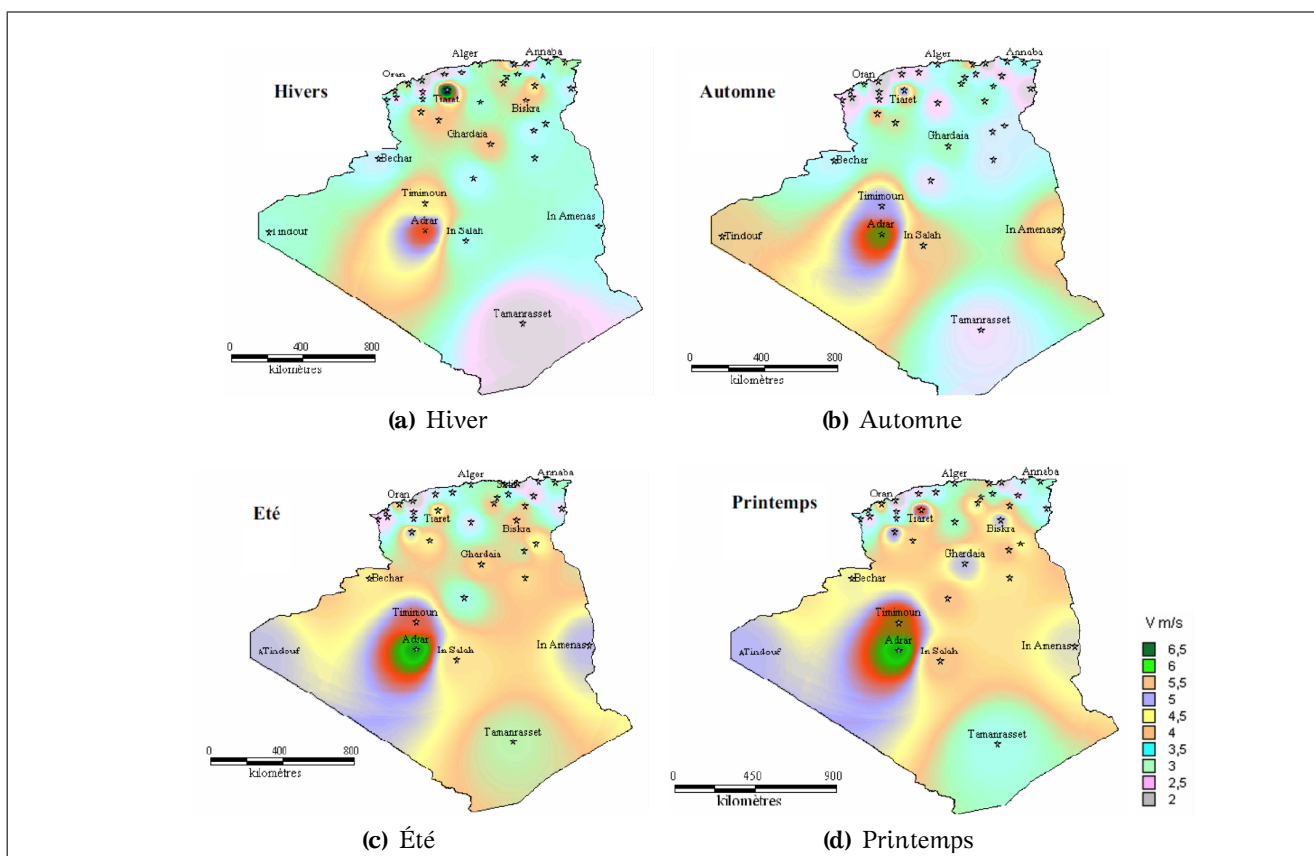 Hivers
Alger
Annaba
Oran
Tiaret
Biskra
Ghardaia
Bechar
Timimoun
Adrar
Tindouf
In Salah
In Amenas
Tamanrasset
0 400 800
kilomètres
(a) Hiver
Automne
Alger
Annaba
Oran
Tiaret
Ghardaia
Bechar
Timimoun
Adrar
Tindouf
In Salah
In Amenas
Tamanrasset
0 400 800
kilomètres
(b) Automne
Eté
Alger
Annaba
Oran
Tiaret
Biskra
Ghardaia
Bechar
Timimoun
Adrar
Tindouf
In Salah
In Amenas
Tamanrasset
0 400 800
kilomètres
(c) Été
Printemps
Alger
Annaba
Oran
Tiaret
Biskra
Ghardaia
Bechar
Timimoun
Adrar
Tindouf
In Salah
In Amenas
Tamanrasset
0 450 900
kilomètres
(d) Printemps
V m/s
6,5
6
5,5
5
4,5
4
3,5
3
2,5
2